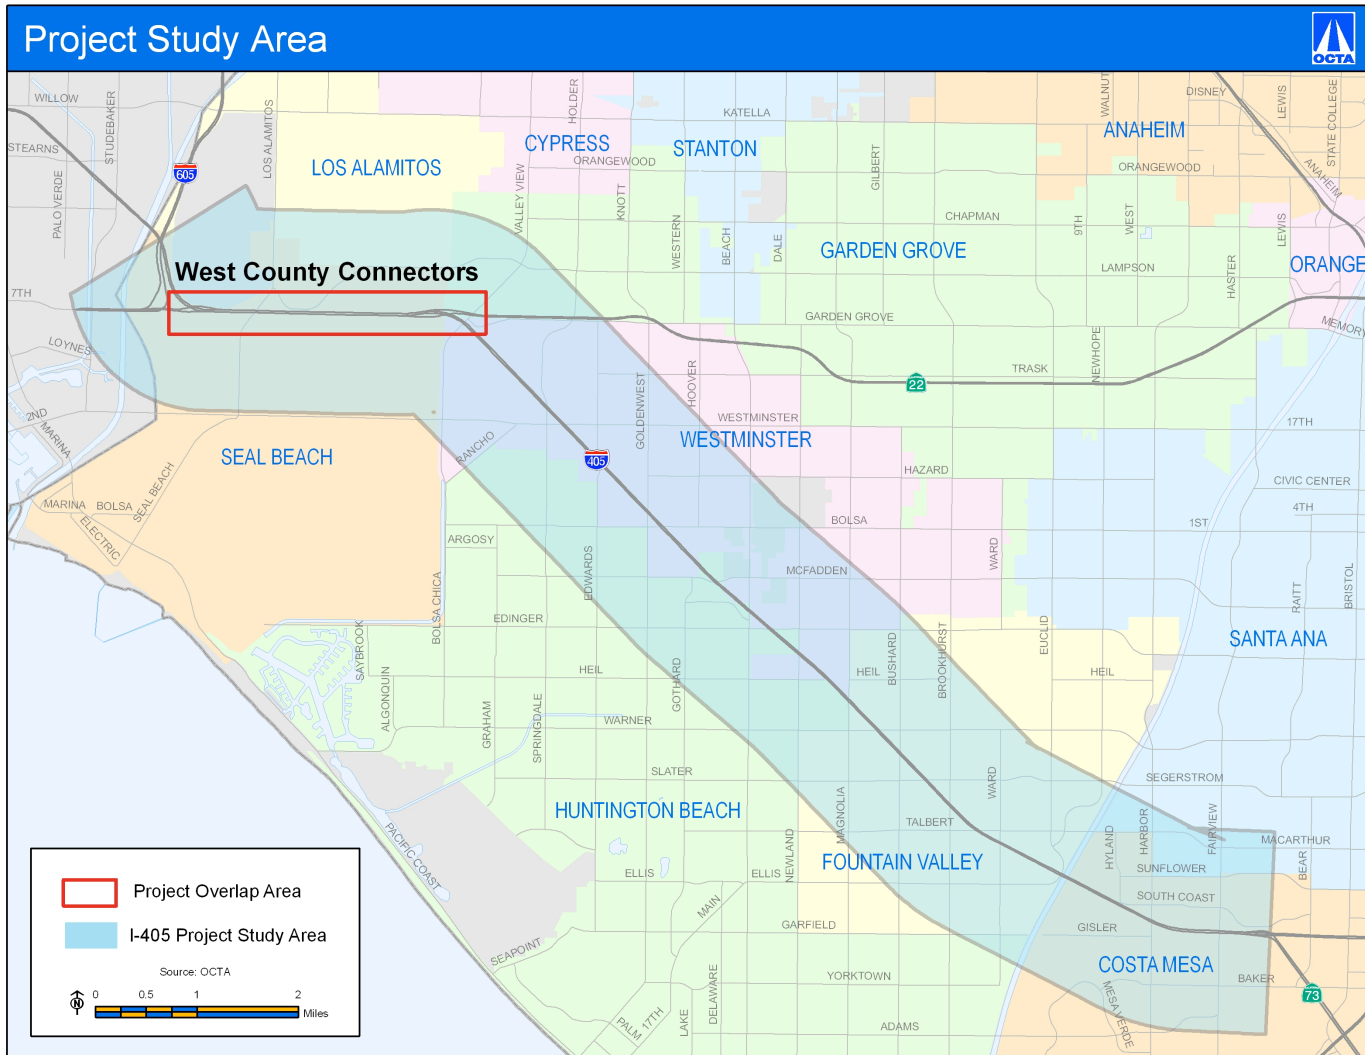 Project Study Area
OCTA
WILLOW
STUDEBAKER
LOS ALAMITOS
HOLDER
KATELLA
WALNUT
DISNEY
LEWIS
STATE COLLEGE
STEARNS
605
LOS ALAMITOS
CYPRESS
ORANGEWOOD
STANTON
GILBERT
ANAHEIM
ORANGEWOOD
ANAHEIM
PALO VERDE
VALLEY VIEW
KNOTT
WESTERN
BEACH
DALE
CHAPMAN
9TH
WEST
LEWIS
GARDEN GROVE
LAMPSON
HASTER
ORANGE
West County Connectors
7TH
GARDEN GROVE
MEMORY
LOYNES
HOOVER
NEWHOPE
TRASK
22
2ND
MARINA
GOLDENWEST
WESTMINSTER
WESTMINSTER
17TH
SEAL BEACH
RANCHO
405
HAZARD
CIVIC CENTER
MARINA
BOLSA
SEAL BEACH
4TH
ELECTRIC
BOLSA
1ST
ARGOSY
EDWARDS
MCFADDEN
WARD
BOLSA CHICA
RAITT
BRISTOL
EDINGER
EUCLID
SANTA ANA
SAYBROOK
HEIL
GOTHARD
HEIL
BUSHARD
BROOKHURST
HEIL
ALGONQUIN
GRAHAM
SPRINGDALE
WARNER
SLATER
WARD
SEGERSTROM
HUNTINGTON BEACH
MAGNOLIA
TALBERT
HYLAND
HARBOR
FAIRVIEW
MACARTHUR
PACIFIC COAST
NEWLAND
FOUNTAIN VALLEY
SUNFLOWER
BEAR
ELLIS
ELLIS
SOUTH COAST
MAIN
GARFIELD
GISLER
SEAPOINT
COSTA MESA
YORKTOWN
BAKER
LAKE
DELAWARE
MESA VERDE
73
PALM
17TH
ADAMS
Project Overlap Area
I-405 Project Study Area
Source: OCTA
N
0 0.5 1 2
Miles